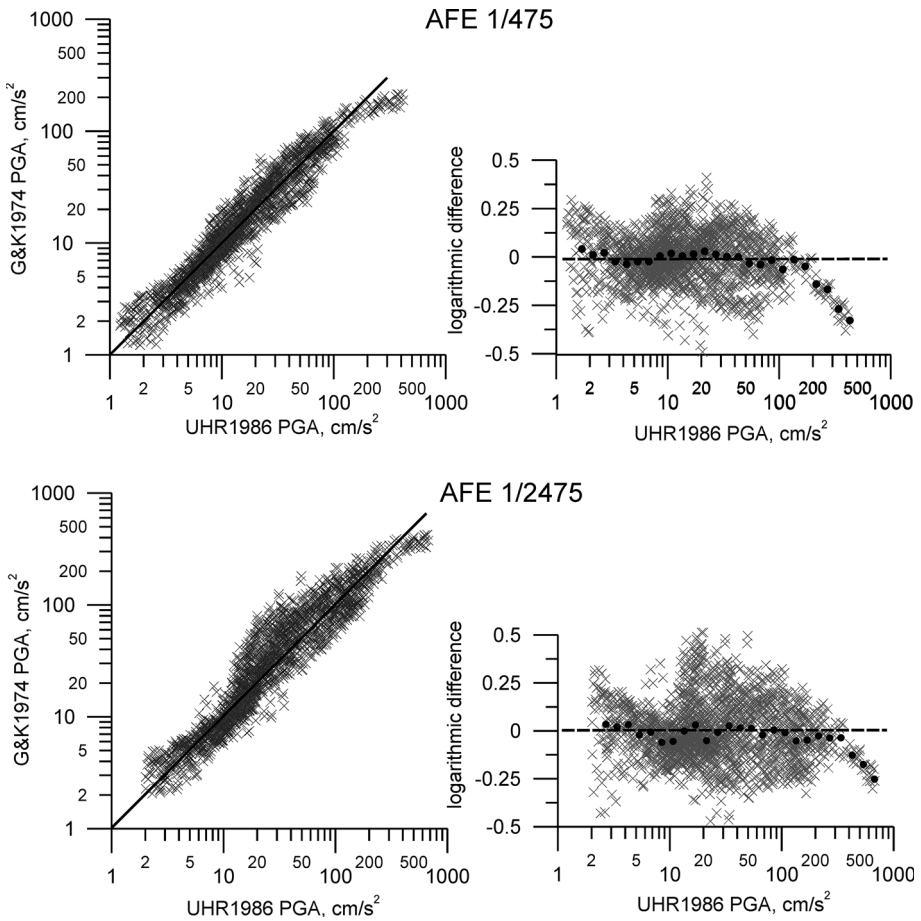 AFE 1/475
1000
500
200
100
50
20
10
5
2
1
G&K1974 PGA, cm/s²
1 2 5 10 20 50 100 200 500 1000
UHR1986 PGA, cm/s²
0.5
0.25
0
-0.25
-0.5
logarithmic difference
1 2 5 10 20 50 100 200 500 1000
UHR1986 PGA, cm/s²
AFE 1/2475
1000
500
200
100
50
20
10
5
2
1
G&K1974 PGA, cm/s²
1 2 5 10 20 50 100 200 500 1000
UHR1986 PGA, cm/s²
0.5
0.25
0
-0.25
-0.5
logarithmic difference
1 2 5 10 20 50 100 200 500 1000
UHR1986 PGA, cm/s²